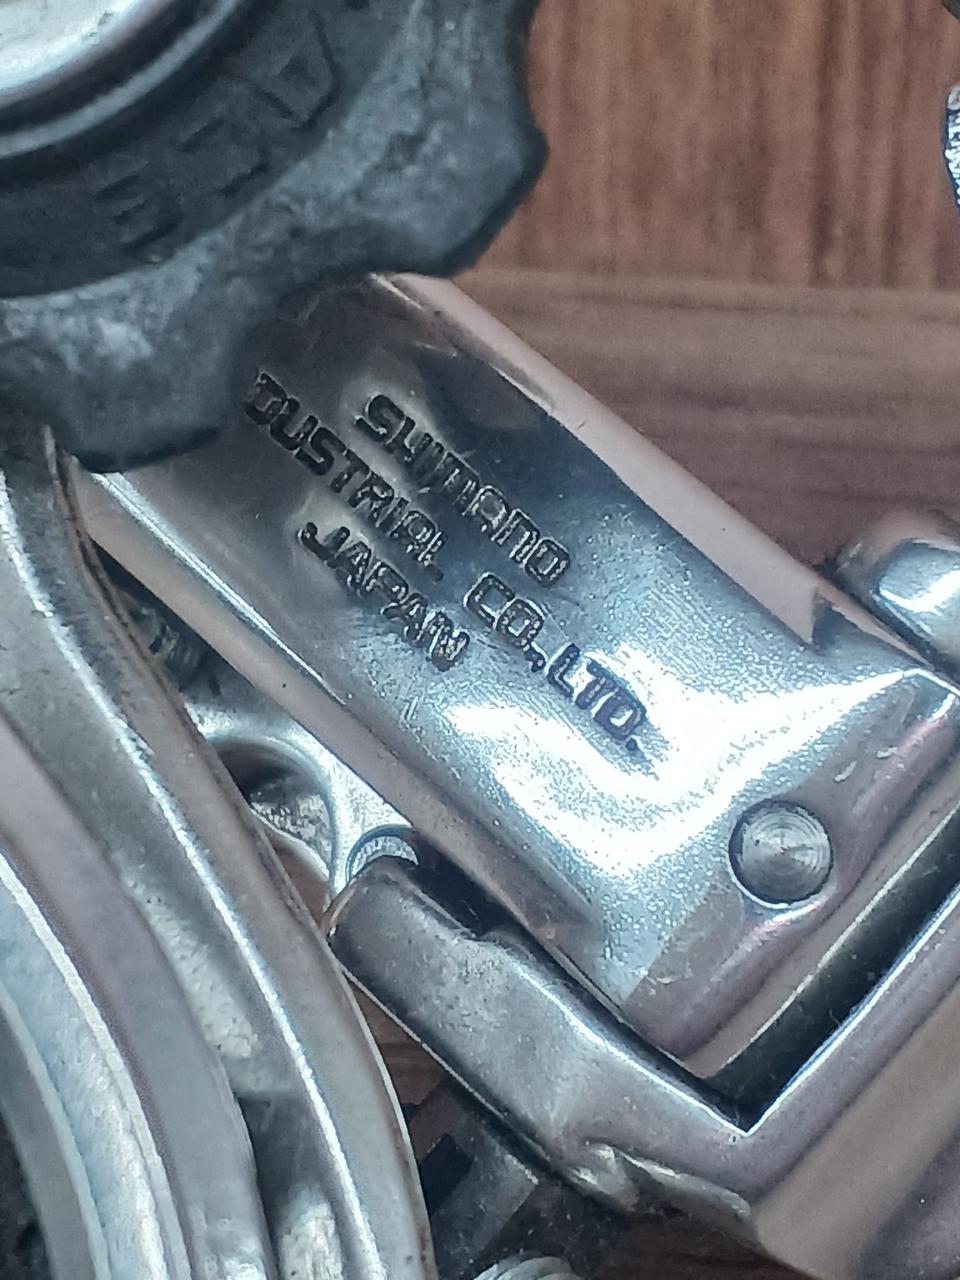 SHIMANO
DUSTRIAL CO.,LTD.
JAPAN